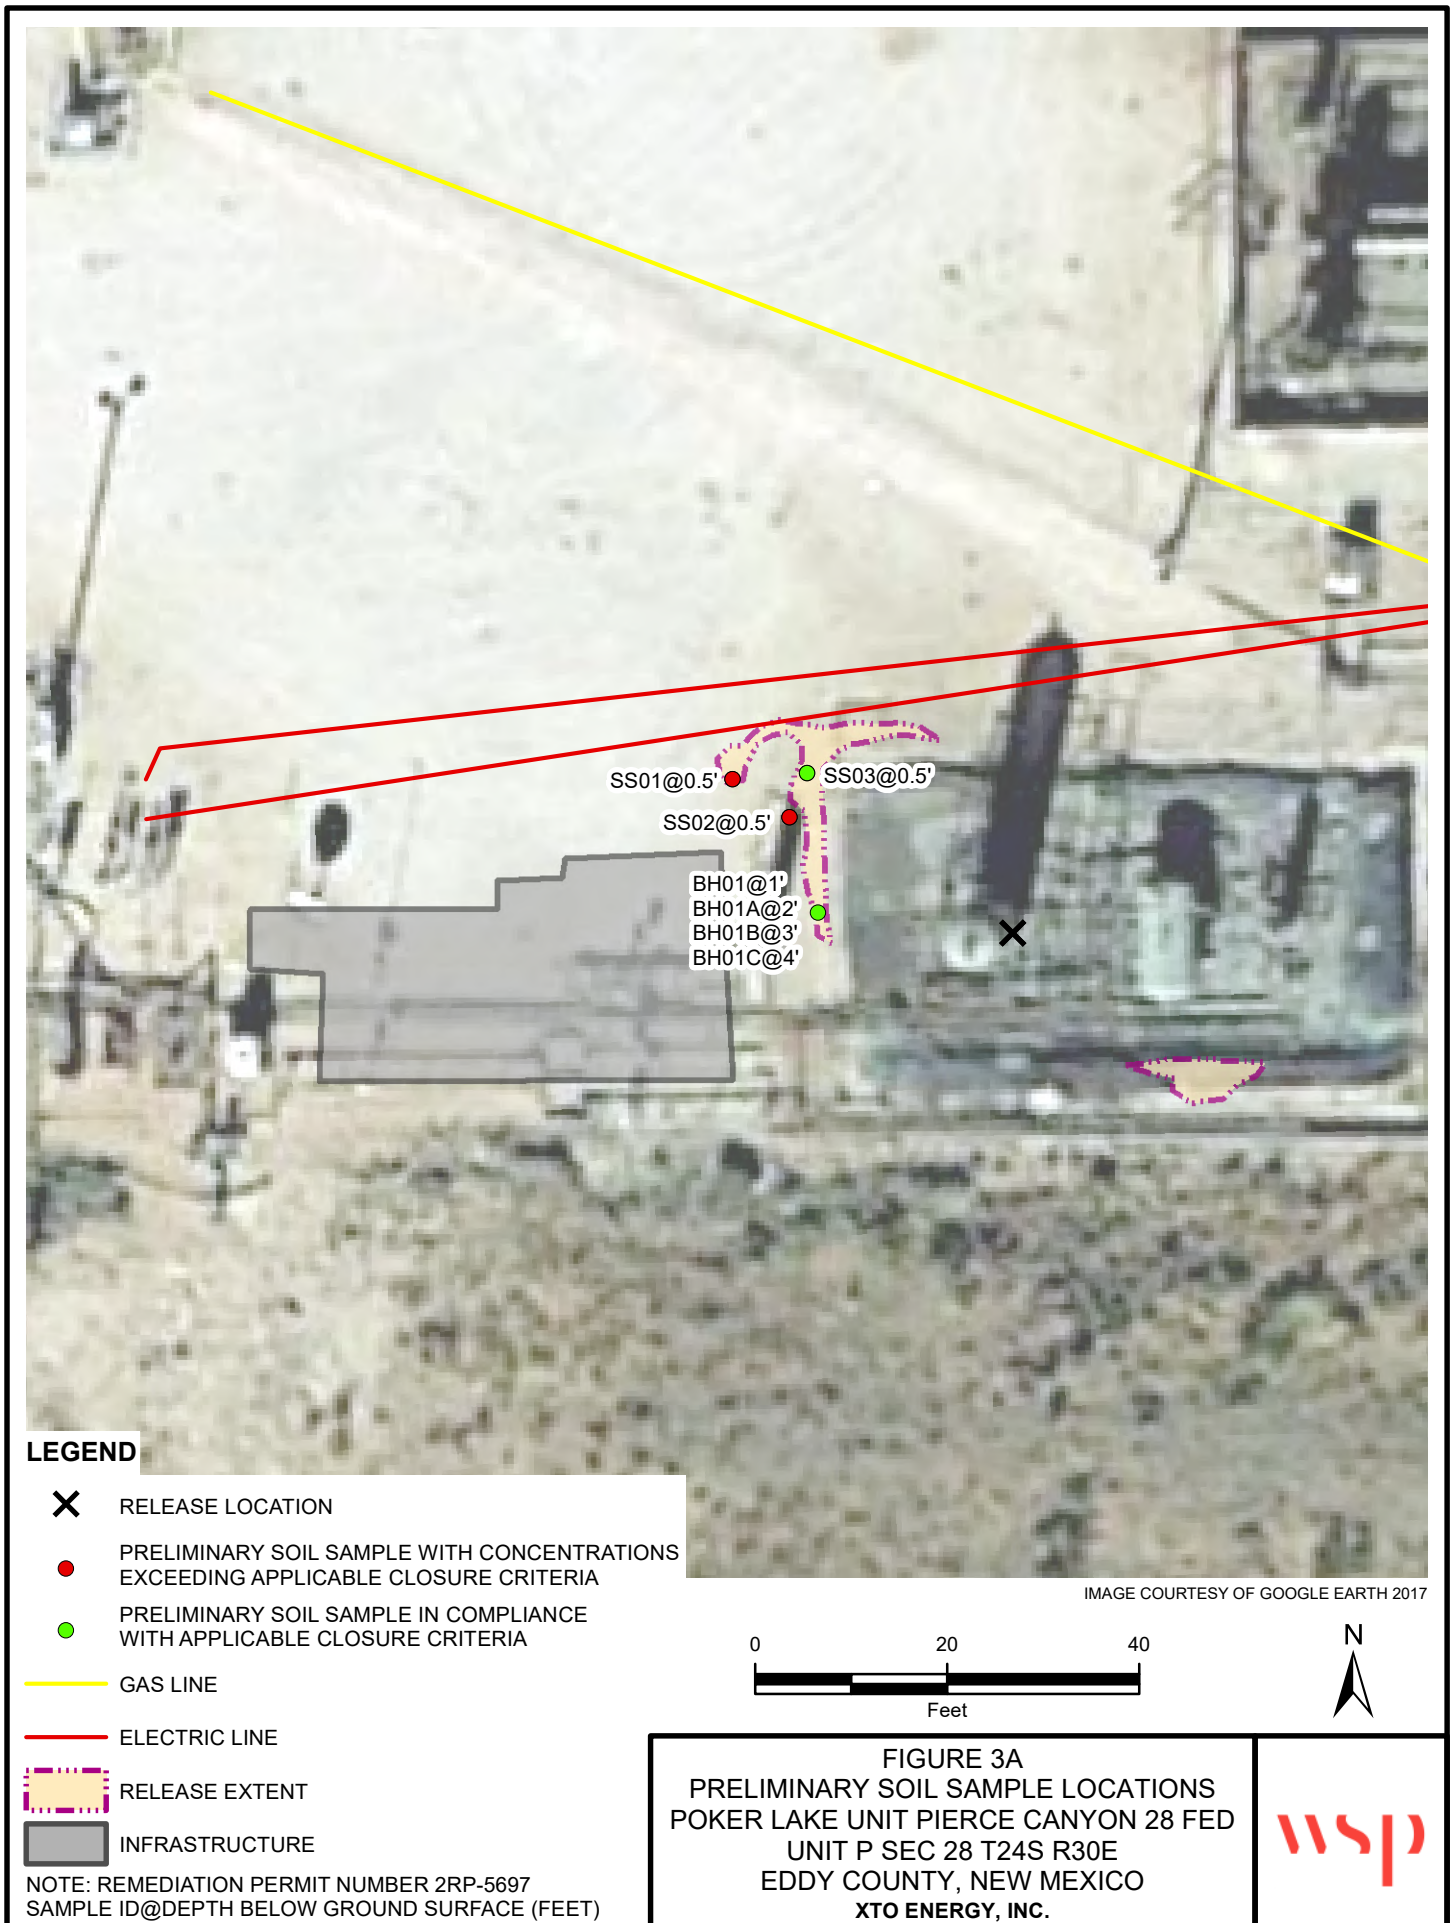 SS01@0.5'
SS03@0.5'
SS02@0.5'
BH01@1'
BH01A@2'
BH01B@3'
BH01C@4'
LEGEND
RELEASE LOCATION
PRELIMINARY SOIL SAMPLE WITH CONCENTRATIONS
EXCEEDING APPLICABLE CLOSURE CRITERIA
PRELIMINARY SOIL SAMPLE IN COMPLIANCE
WITH APPLICABLE CLOSURE CRITERIA
GAS LINE
ELECTRIC LINE
RELEASE EXTENT
INFRASTRUCTURE
NOTE: REMEDIATION PERMIT NUMBER 2RP-5697
SAMPLE ID@DEPTH BELOW GROUND SURFACE (FEET)
IMAGE COURTESY OF GOOGLE EARTH 2017
0 20 40
Feet
N
FIGURE 3A
PRELIMINARY SOIL SAMPLE LOCATIONS
POKER LAKE UNIT PIERCE CANYON 28 FED
UNIT P SEC 28 T24S R30E
EDDY COUNTY, NEW MEXICO
XTO ENERGY, INC.
wsp